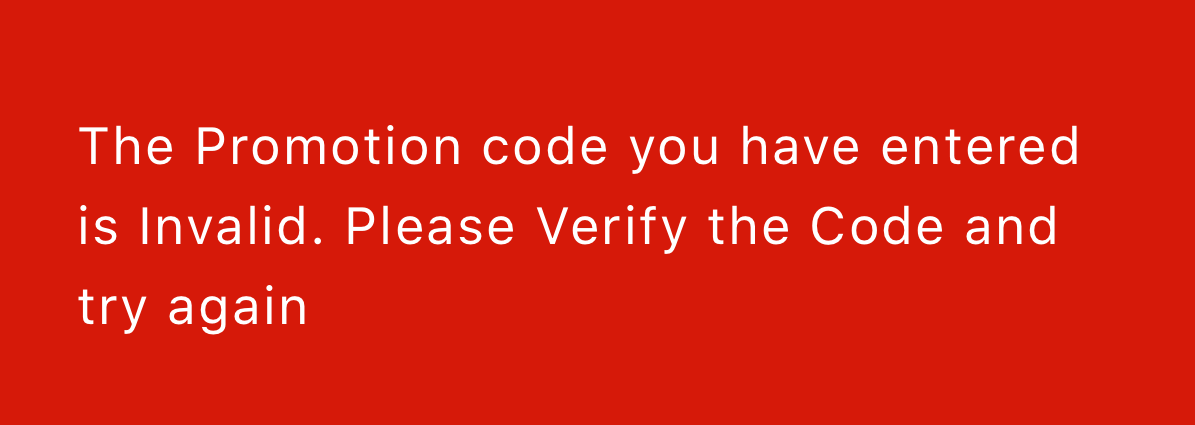 The Promotion code you have entered
is Invalid. Please Verify the Code and
try again